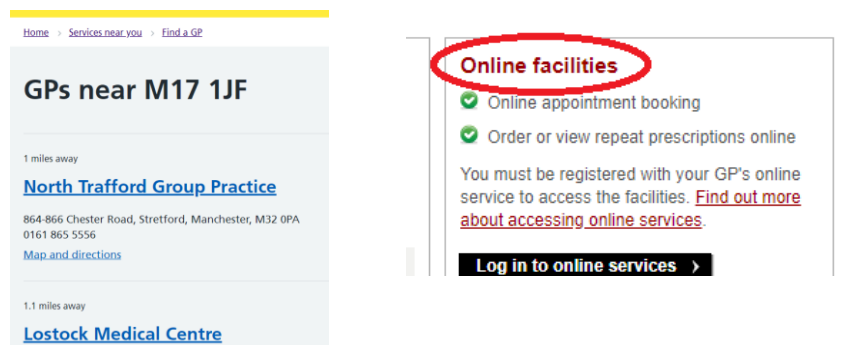 Home > Services near you > Find a GP
GPs near M17 1JF
1 miles away
North Trafford Group Practice
864-866 Chester Road, Stretford, Manchester, M32 0PA
0161 865 5556
Map and directions
1.1 miles away
Lostock Medical Centre
Online facilities
Online appointment booking
Order or view repeat prescriptions online
You must be registered with your GP's online
service to access the facilities. Find out more
about accessing online services.
Log in to online services >